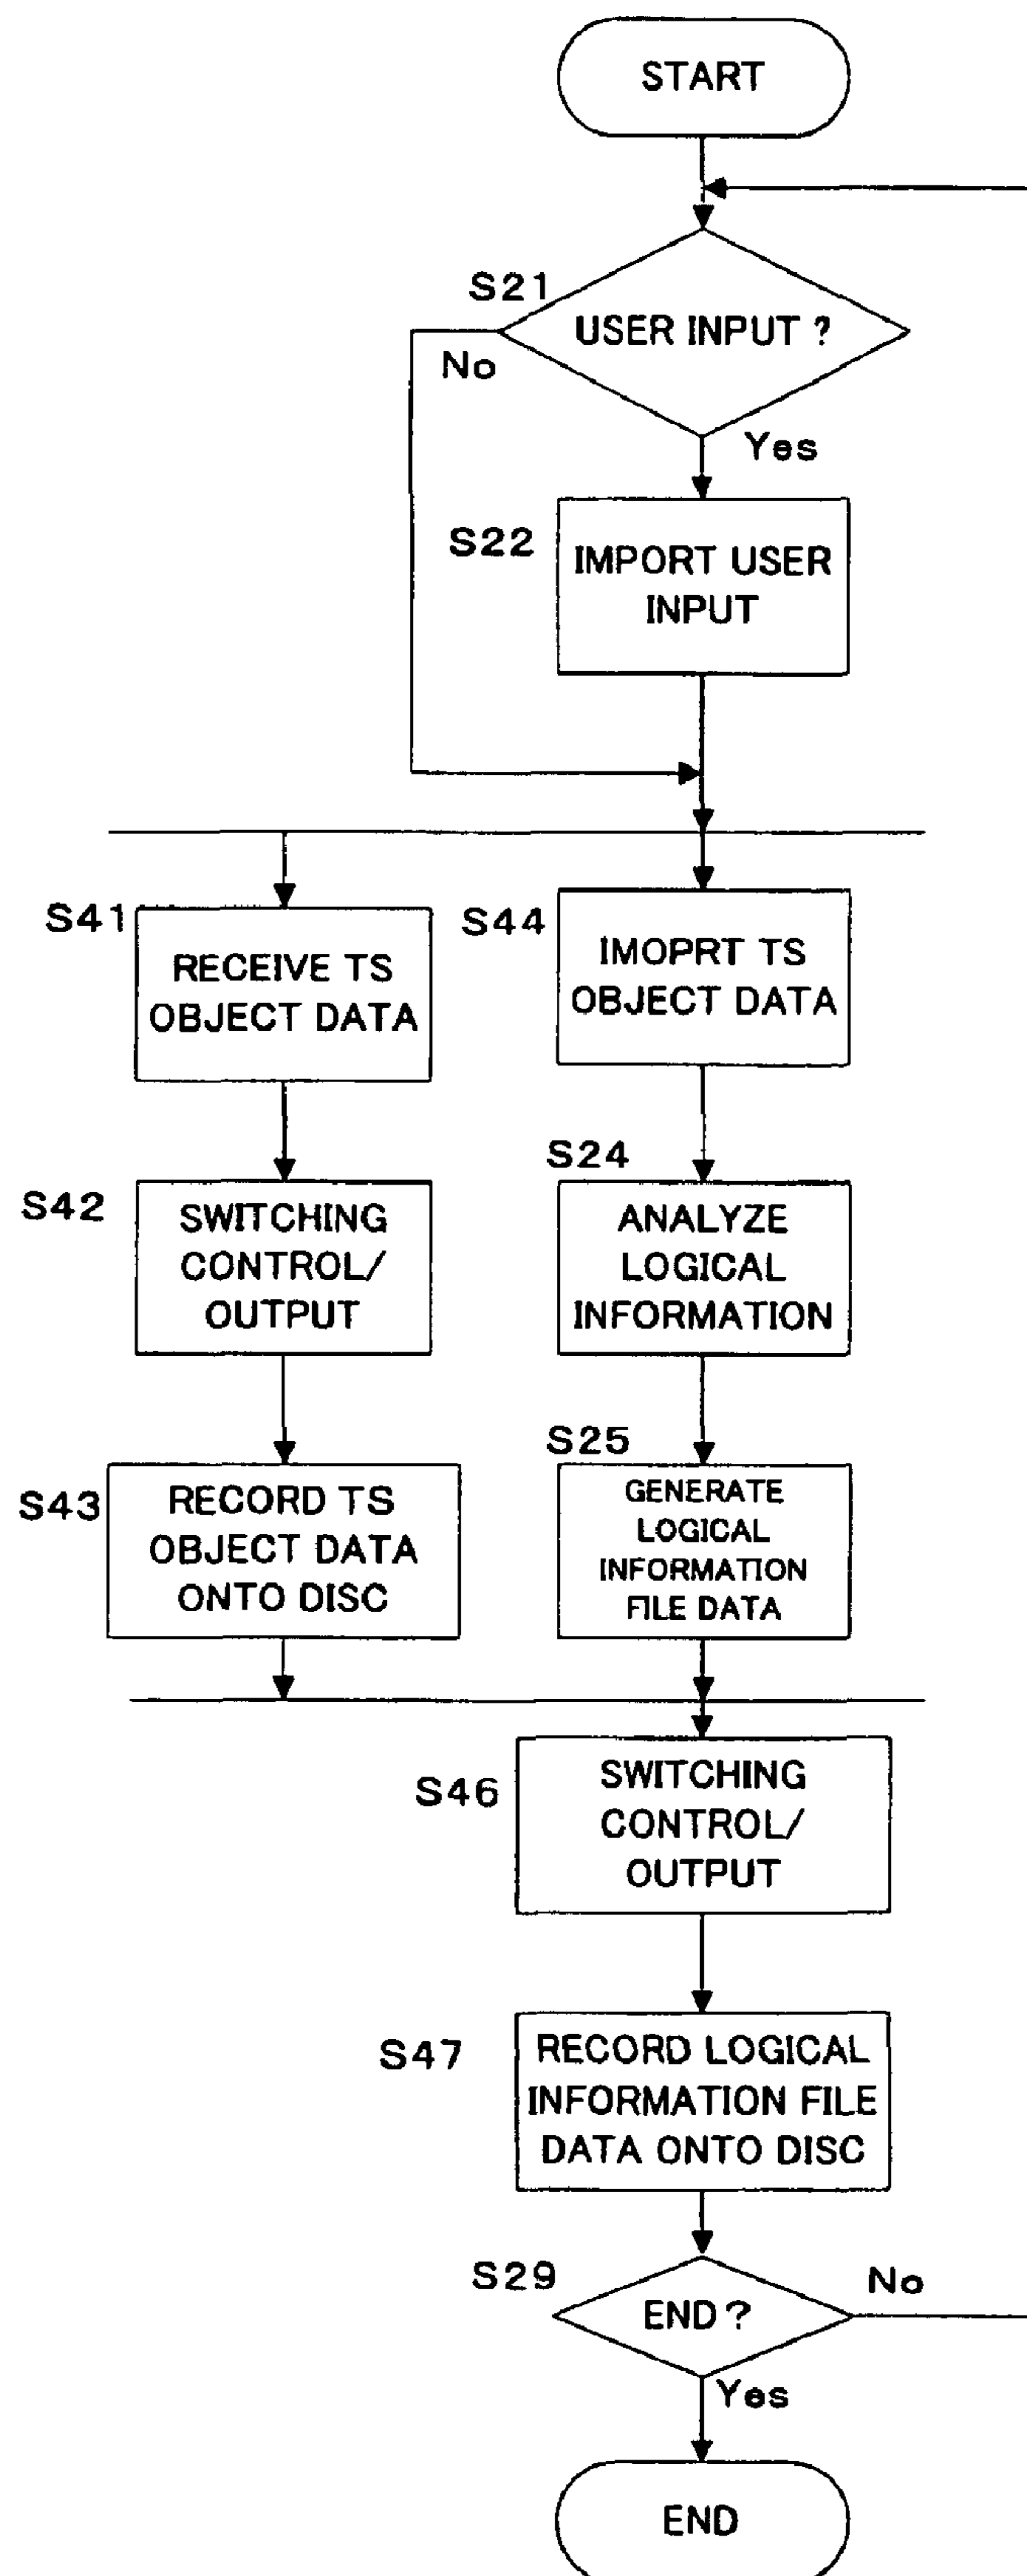 START
S21
USER INPUT ?
No
Yes
S22
IMPORT USER
INPUT
S41
RECEIVE TS
OBJECT DATA
S44
IMOPRT TS
OBJECT DATA
S42
SWITCHING
CONTROL/
OUTPUT
S24
ANALYZE
LOGICAL
INFORMATION
S43
RECORD TS
OBJECT DATA
ONTO DISC
S25
GENERATE
LOGICAL
INFORMATION
FILE DATA
S46
SWITCHING
CONTROL/
OUTPUT
S47
RECORD LOGICAL
INFORMATION FILE
DATA ONTO DISC
S29
END ?
No
Yes
END